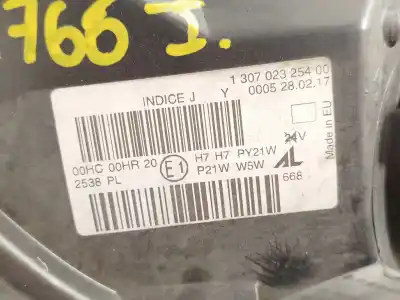 766 I.
1 307 023 254 00
INDICE J Y 0005 28.02.17
00HC 00HR 20 E1 H7 H7 PY21W 24V
2538 PL P21W W5W AL
668
Made in EU